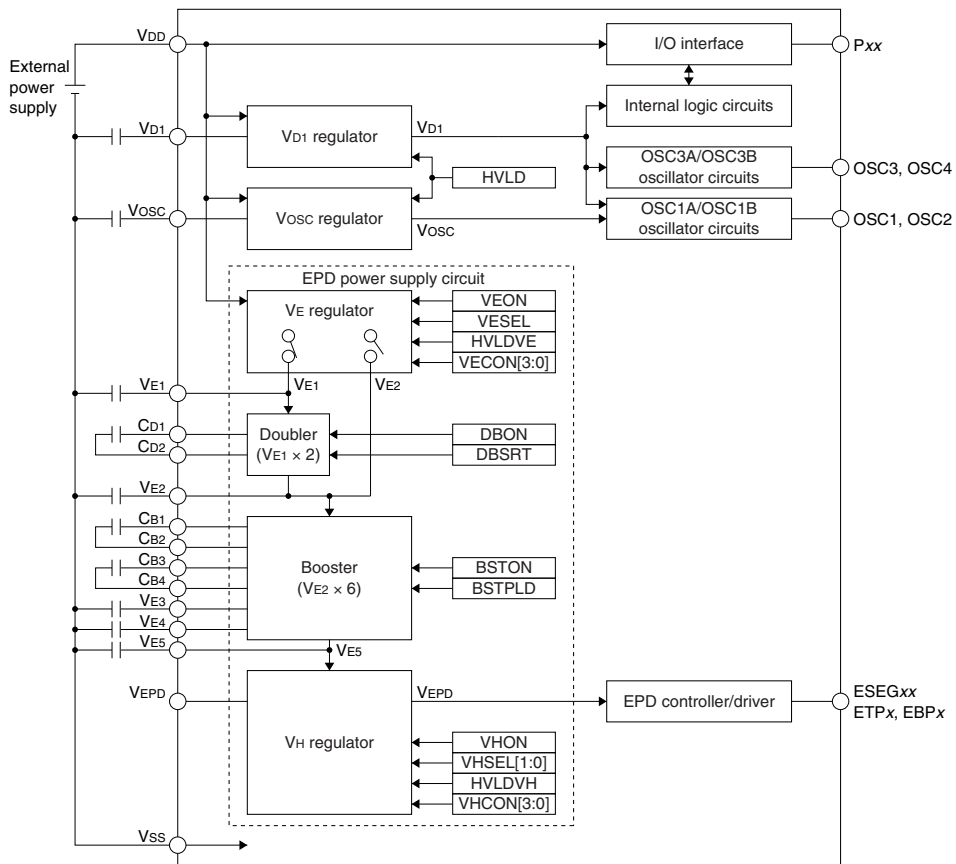 VDD
I/O interface
Pxx
External
power
supply
Internal logic circuits
VD1
VD1 regulator
VD1
OSC3A/OSC3B
oscillator circuits
OSC3, OSC4
HVLD
VOSC
VOSC regulator
VOSC
OSC1A/OSC1B
oscillator circuits
OSC1, OSC2
EPD power supply circuit
VE regulator
VEON
VESEL
HVLDVE
VECON[3:0]
VE1
VE2
VE1
CD1
CD2
Doubler
(VE1 × 2)
DBON
DBSRT
VE2
CB1
CB2
CB3
CB4
VE3
VE4
VE5
Booster
(VE2 × 6)
BSTON
BSTPLD
VE5
VEPD
VH regulator
VEPD
EPD controller/driver
ESEGxx
ETPx, EBPx
VHON
VHSEL[1:0]
HVLDVH
VHCON[3:0]
VSS